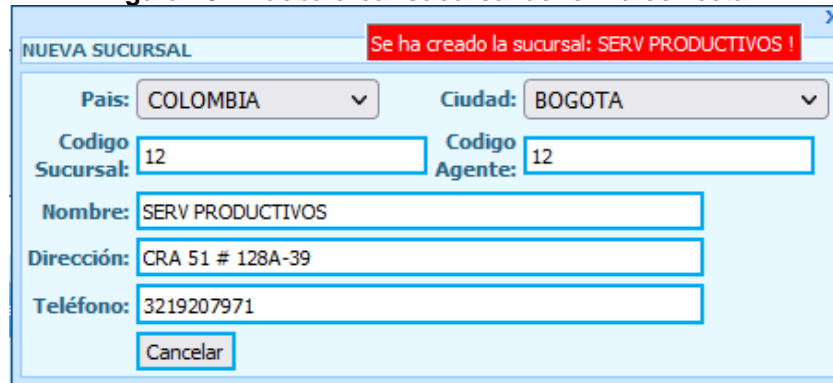 X
NUEVA SUCURSAL
Se ha creado la sucursal: SERV PRODUCTIVOS !
Pais: COLOMBIA Ciudad: BOGOTA
Codigo Sucursal: 12 Codigo Agente: 12
Nombre: SERV PRODUCTIVOS
Dirección: CRA 51 # 128A-39
Teléfono: 3219207971
Cancelar